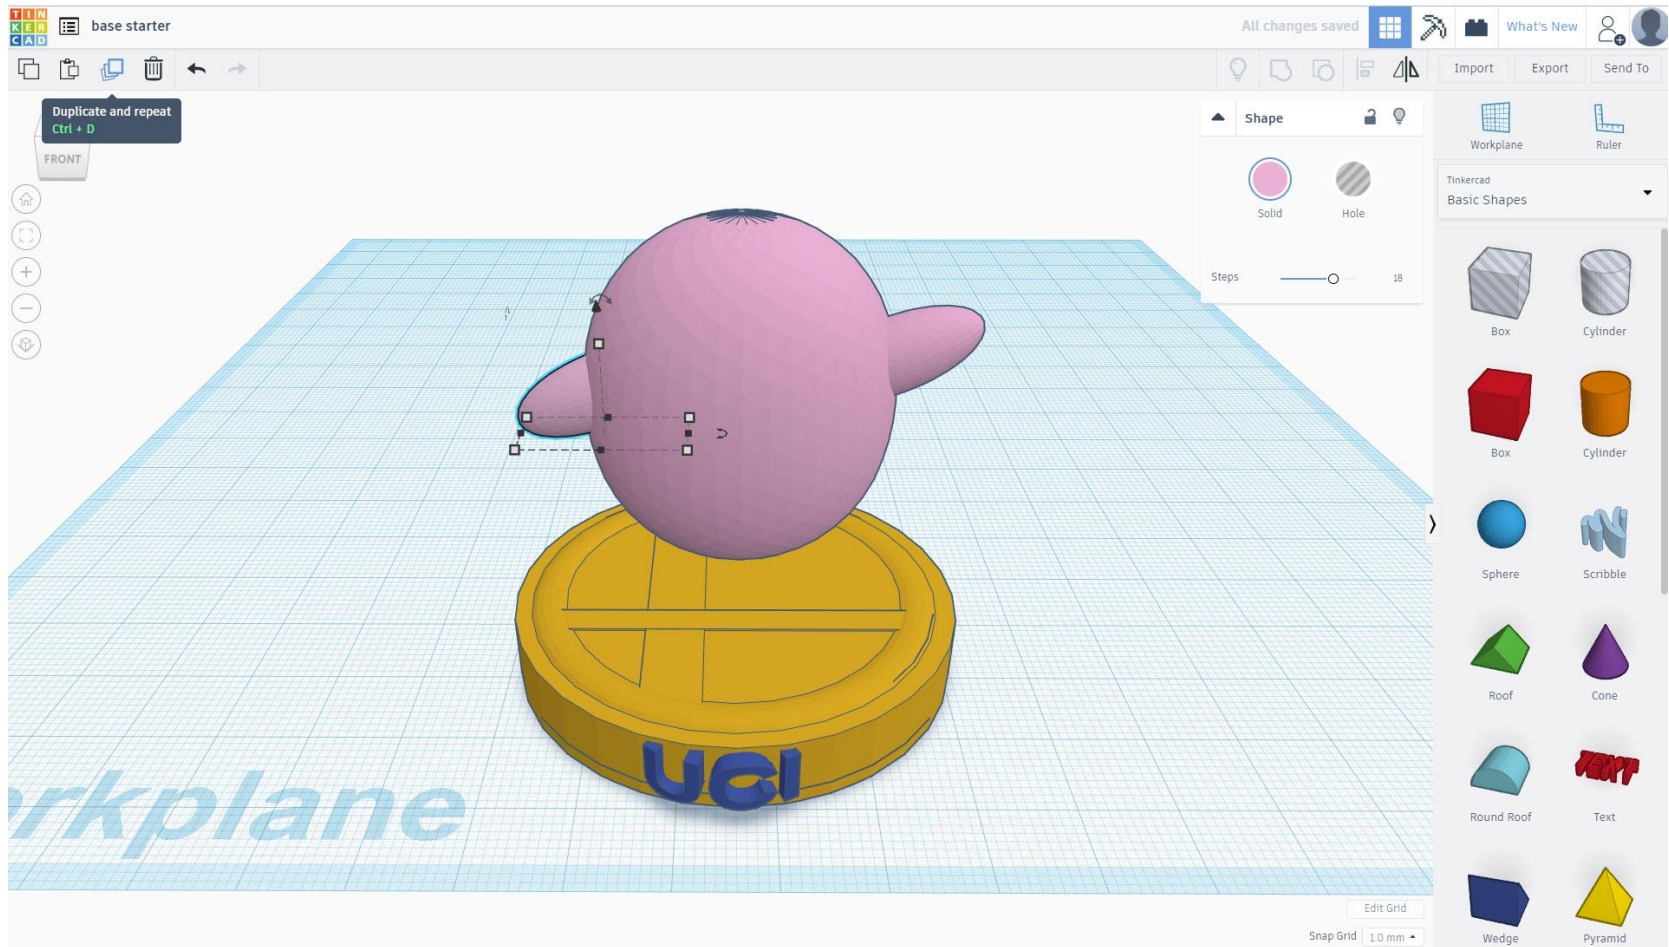 TIN
KER
CAD
base starter
All changes saved
What's New
Import
Export
Send To
Duplicate and repeat
Ctrl + D
FRONT
Shape
Solid
Hole
Steps
18
Workplane
Ruler
Tinkercad
Basic Shapes
Box
Cylinder
Box
Cylinder
Sphere
Scribble
Roof
Cone
TEXT
Round Roof
Text
Wedge
Pyramid
UCI
rkplane
Edit Grid
Snap Grid
1.0 mm